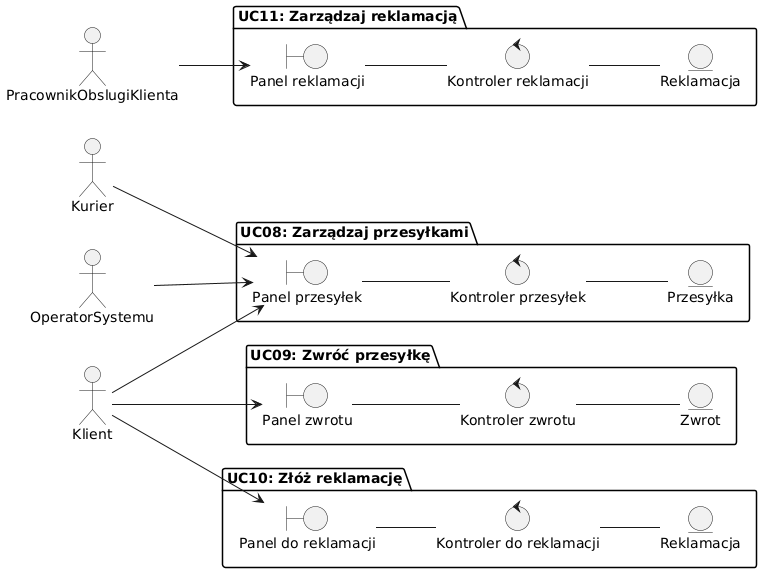 UC11: Zarządzaj reklamacją
PracownikObslugiKlienta
Panel reklamacji
Kontroler reklamacji
Reklamacja
Kurier
UC08: Zarządzaj przesyłkami
OperatorSystemu
Panel przesyłek
Kontroler przesyłek
Przesyłka
UC09: Zwróć przesyłkę
Klient
Panel zwrotu
Kontroler zwrotu
Zwrot
UC10: Złóż reklamację
Panel do reklamacji
Kontroler do reklamacji
Reklamacja